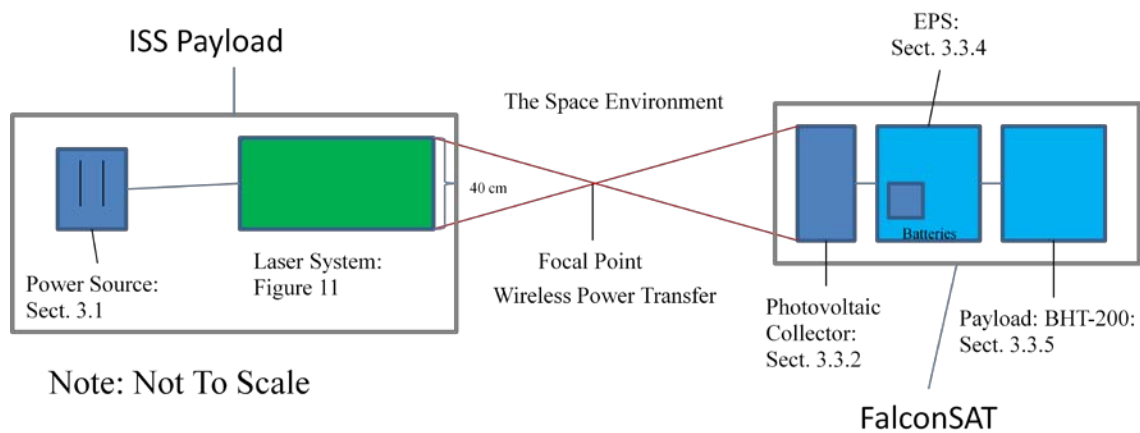 ISS Payload
EPS:
Sect. 3.3.4
The Space Environment
40 cm
Batteries
Power Source:
Sect. 3.1
Laser System:
Figure 11
Focal Point
Wireless Power Transfer
Photovoltaic
Collector:
Sect. 3.3.2
Payload: BHT-200:
Sect. 3.3.5
Note: Not To Scale
FalconSAT